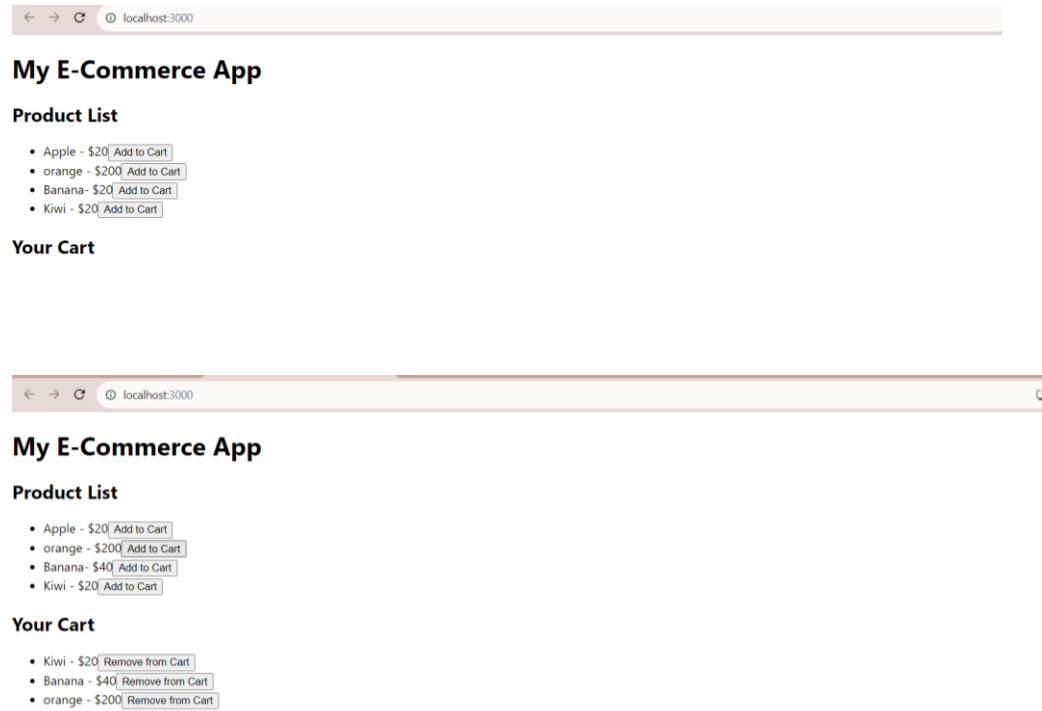 localhost:3000
My E-Commerce App
Product List
Apple - $20 Add to Cart
orange - $200 Add to Cart
Banana- $20 Add to Cart
Kiwi - $20 Add to Cart
Your Cart
localhost:3000
My E-Commerce App
Product List
Apple - $20 Add to Cart
orange - $200 Add to Cart
Banana- $40 Add to Cart
Kiwi - $20 Add to Cart
Your Cart
Kiwi - $20 Remove from Cart
Banana - $40 Remove from Cart
orange - $200 Remove from Cart